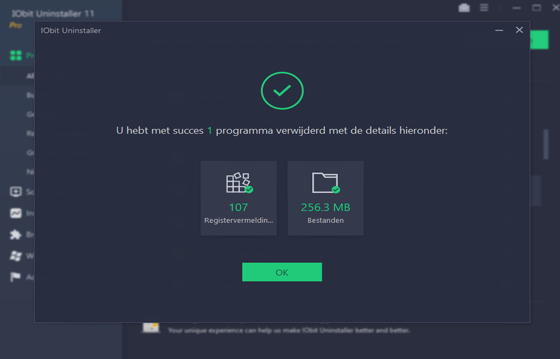 IObit Uninstaller 11
Pro
IObit Uninstaller
U hebt met succes 1 programma verwijderd met de details hieronder:
107
Registervermeldin...
256.3 MB
Bestanden
OK
Your unique experience can help us make IObit Uninstaller better and better.